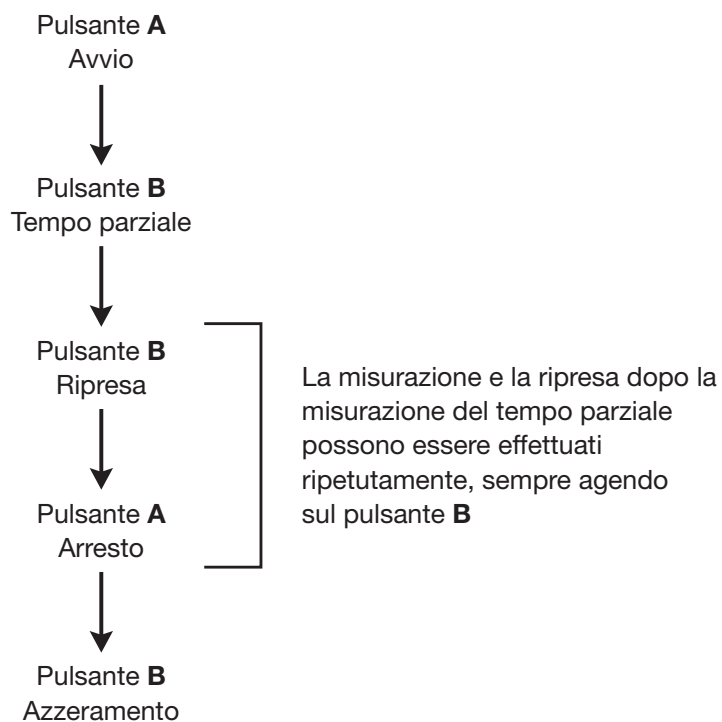 Pulsante A
Avvio
Pulsante B
Tempo parziale
Pulsante B
Ripresa
La misurazione e la ripresa dopo la
misurazione del tempo parziale
possono essere effettuati
ripetutamente, sempre agendo
sul pulsante B
Pulsante A
Arresto
Pulsante B
Azzeramento